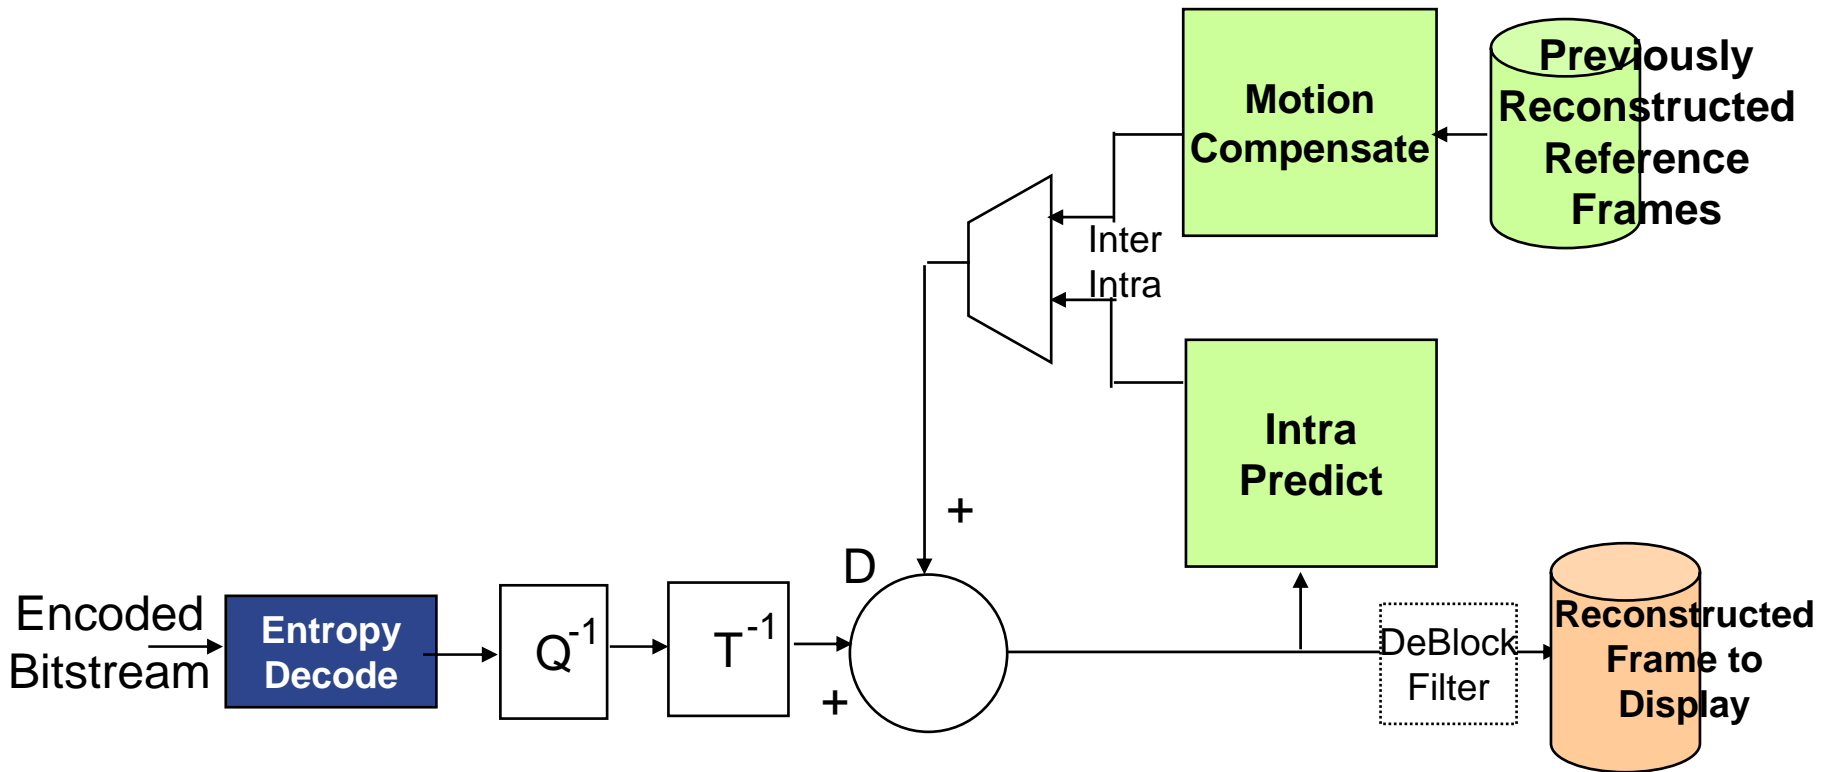 Previously
Reconstructed
Reference
Frames
Motion
Compensate
Inter
Intra
Intra
Predict
+
D
Encoded
Bitstream
Entropy
Decode
Q-1
T-1
+
DeBlock
Filter
Reconstructed
Frame to
Display